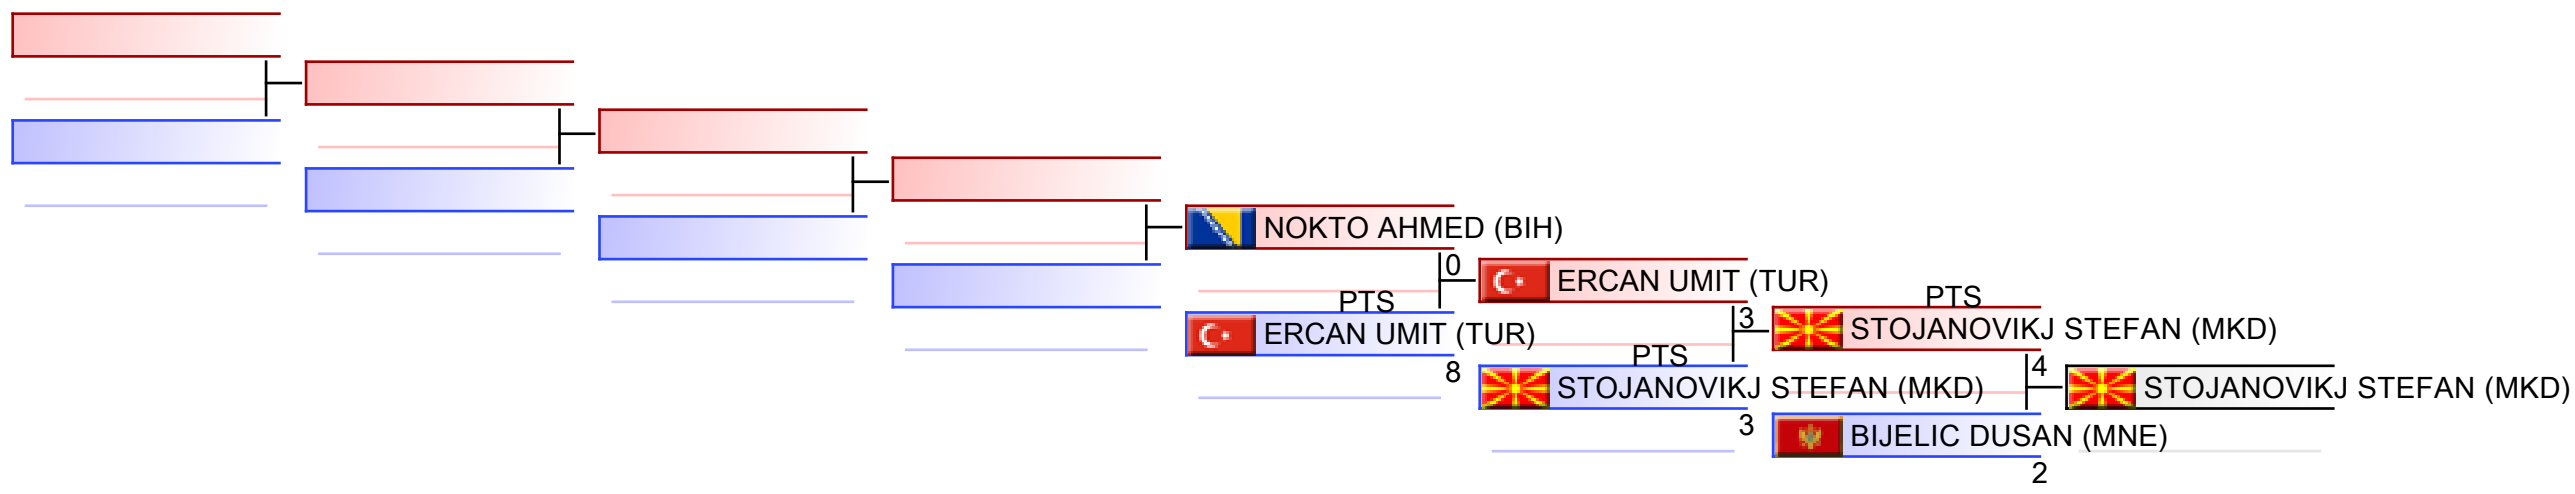 NOKTO AHMED (BIH)
0
PTS
ERCAN UMIT (TUR)
8
ERCAN UMIT (TUR)
3
PTS
STOJANOVIKJ STEFAN (MKD)
3
PTS
STOJANOVIKJ STEFAN (MKD)
4
BIJELIC DUSAN (MNE)
2
STOJANOVIKJ STEFAN (MKD)